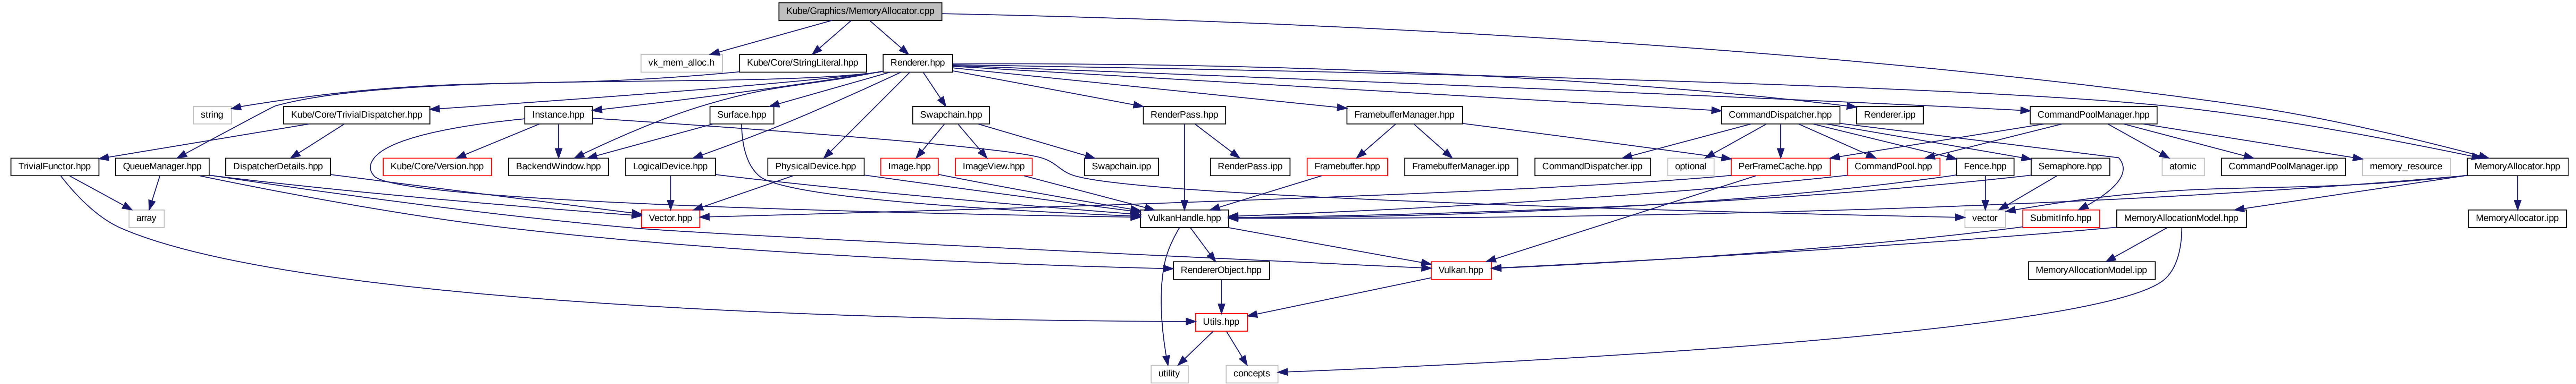 Kube/Graphics/MemoryAllocator.cpp
vk_mem_alloc.h
Kube/Core/StringLiteral.hpp
Renderer.hpp
string
Kube/Core/TrivialDispatcher.hpp
Instance.hpp
Surface.hpp
Swapchain.hpp
RenderPass.hpp
FramebufferManager.hpp
CommandDispatcher.hpp
Renderer.ipp
CommandPoolManager.hpp
TrivialFunctor.hpp
QueueManager.hpp
DispatcherDetails.hpp
Kube/Core/Version.hpp
BackendWindow.hpp
LogicalDevice.hpp
PhysicalDevice.hpp
Image.hpp
ImageView.hpp
Swapchain.ipp
RenderPass.ipp
Framebuffer.hpp
FramebufferManager.ipp
CommandDispatcher.ipp
optional
PerFrameCache.hpp
CommandPool.hpp
Fence.hpp
Semaphore.hpp
atomic
CommandPoolManager.ipp
memory_resource
MemoryAllocator.hpp
array
Vector.hpp
VulkanHandle.hpp
vector
SubmitInfo.hpp
MemoryAllocationModel.hpp
MemoryAllocator.ipp
RendererObject.hpp
Vulkan.hpp
MemoryAllocationModel.ipp
Utils.hpp
utility
concepts